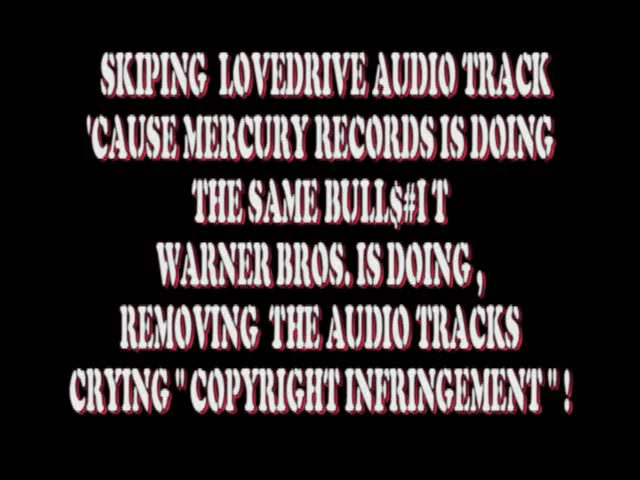 SKIPING LOVEDRIVE AUDIO TRACK
'CAUSE MERCURY RECORDS IS DOING
THE SAME BULL$#I T
WARNER BROS. IS DOING ,
REMOVING THE AUDIO TRACKS
CRYING " COPYRIGHT INFRINGEMENT " !